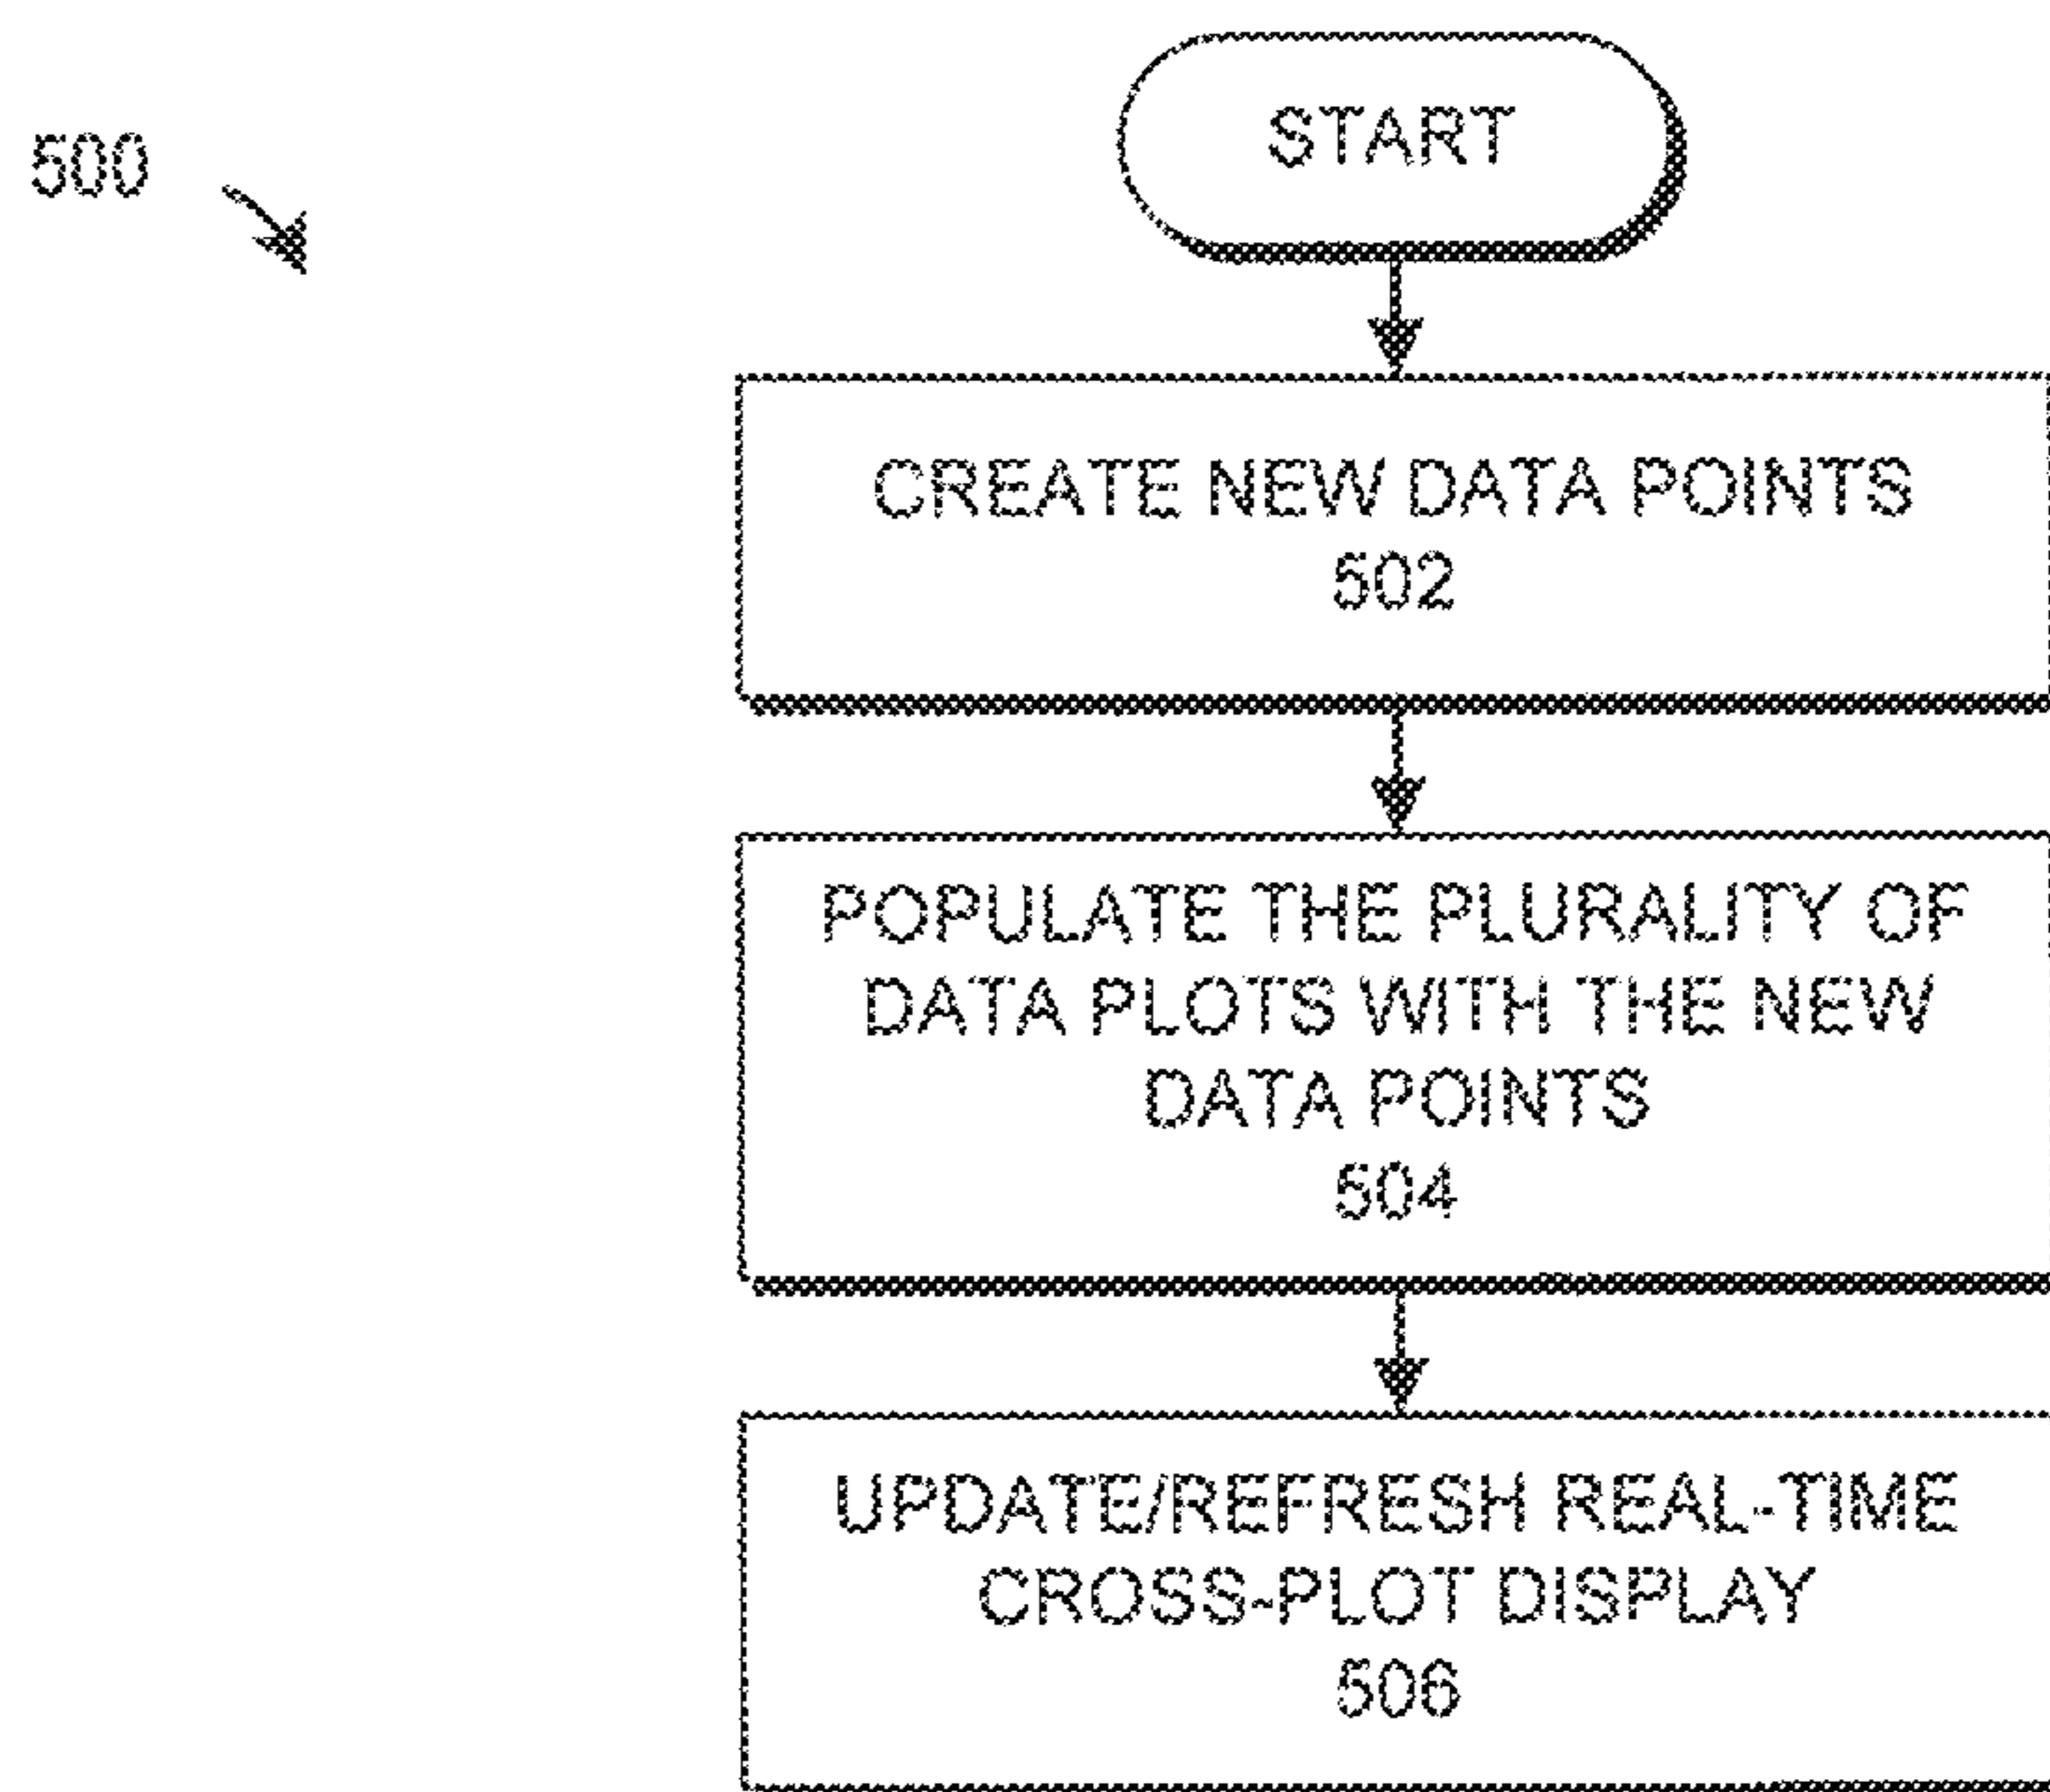 500
START
CREATE NEW DATA POINTS
502
POPULATE THE PLURALITY OF
DATA PLOTS WITH THE NEW
DATA POINTS
504
UPDATE/REFRESH REAL-TIME
CROSS-PLOT DISPLAY
506